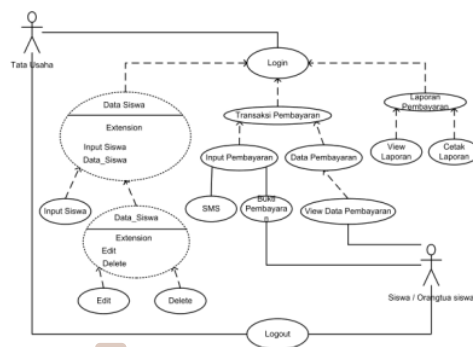 Tata Usaha
Login
Data Siswa
Extension
Input Siswa
Data_Siswa
Transaksi Pembayaran
Laporan
Pembayaran
Input Pembayaran
Data Pembayaran
View
Laporan
Cetak
Laporan
Input Siswa
Data_Siswa
Extension
Edit
Delete
SMS
Bukti
Pembayara
n
View Data Pembayaran
Edit
Delete
Siswa / Orangtua siswa
Logout